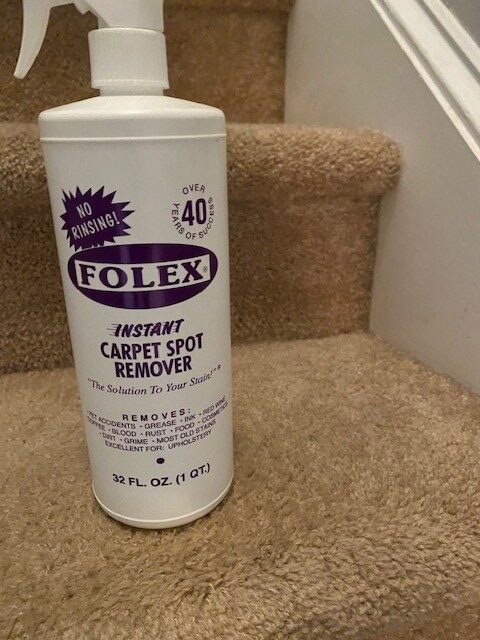 NO
RINSING!
OVER
40
YEARS OF SUCCESS
FOLEX®
INSTANT
CARPET SPOT
REMOVER
"The Solution To Your Stain!"®
REMOVES:
PET ACCIDENTS • GREASE • INK • RED WINE
COFFEE • BLOOD • RUST • FOOD • COSMETICS
DIRT • GRIME • MOST OLD STAINS
EXCELLENT FOR: UPHOLSTERY
32 FL. OZ. (1 QT.)